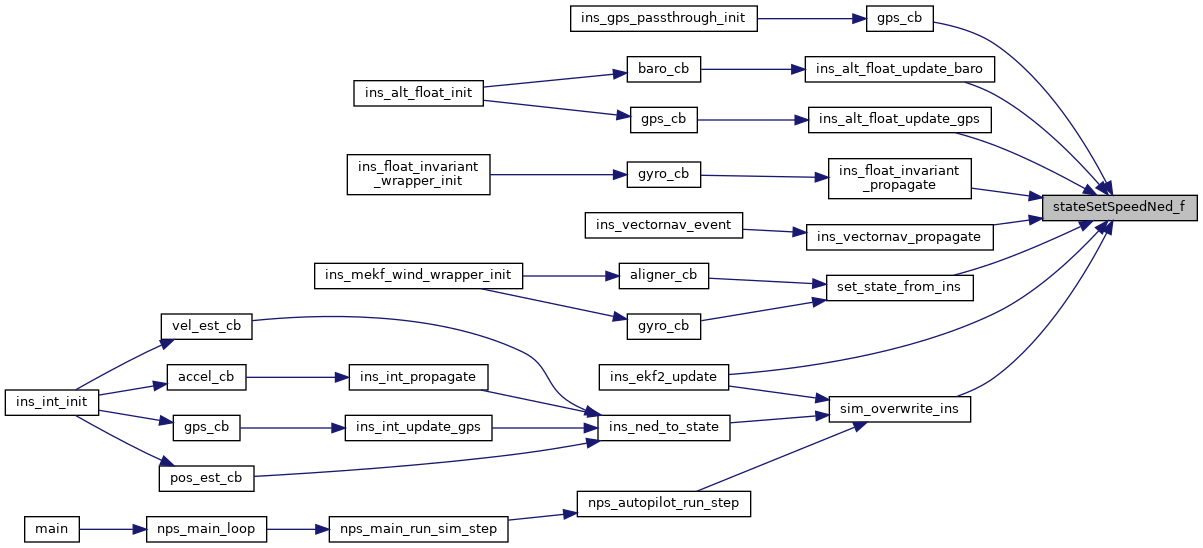 ins_gps_passthrough_init
gps_cb
ins_alt_float_init
baro_cb
ins_alt_float_update_baro
gps_cb
ins_alt_float_update_gps
ins_float_invariant
_wrapper_init
gyro_cb
ins_float_invariant
_propagate
stateSetSpeedNed_f
ins_vectornav_event
ins_vectornav_propagate
ins_mekf_wind_wrapper_init
aligner_cb
set_state_from_ins
gyro_cb
vel_est_cb
accel_cb
ins_int_propagate
ins_ekf2_update
ins_int_init
sim_overwrite_ins
gps_cb
ins_int_update_gps
ins_ned_to_state
pos_est_cb
nps_autopilot_run_step
main
nps_main_loop
nps_main_run_sim_step